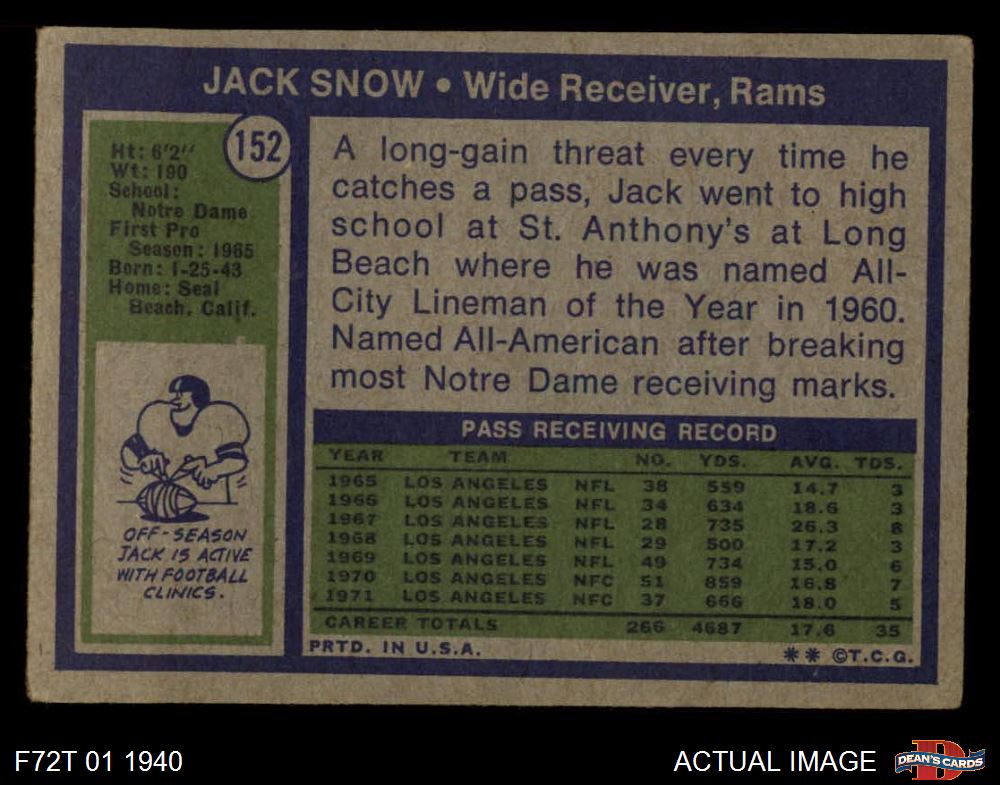 JACK SNOW • Wide Receiver, Rams
152
Ht: 6'2"
Wt: 190
School:
Notre Dame
First Pro
Season: 1965
Born: 1-25-43
Home: Seal
Beach, Calif.
A long-gain threat every time he
catches a pass, Jack went to high
school at St. Anthony's at Long
Beach where he was named All-
City Lineman of the Year in 1960.
Named All-American after breaking
most Notre Dame receiving marks.
OFF-SEASON
JACK IS ACTIVE
WITH FOOTBALL
CLINICS.
PASS RECEIVING RECORD
YEAR TEAM NO. YDS. AVG. TDS.
1965 LOS ANGELES NFL 38 559 14.7 3
1966 LOS ANGELES NFL 34 634 18.6 3
1967 LOS ANGELES NFL 28 735 26.3 8
1968 LOS ANGELES NFL 29 500 17.2 3
1969 LOS ANGELES NFL 49 734 15.0 6
1970 LOS ANGELES NFC 51 859 16.8 7
1971 LOS ANGELES NFC 37 666 18.0 5
CAREER TOTALS 266 4687 17.6 35
PRTD. IN U.S.A. ** ©T.C.G.
F72T 01 1940 ACTUAL IMAGE DEAN'S CARDS